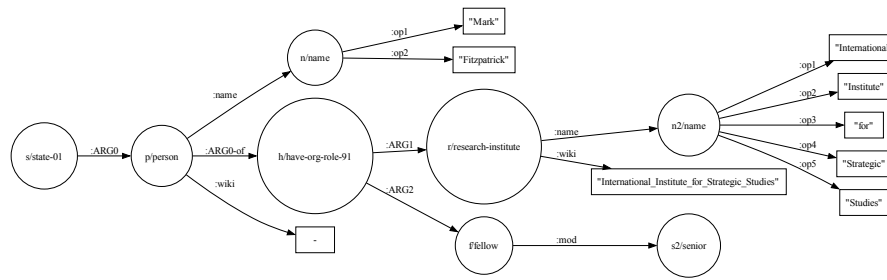 s/state-01
:ARG0
p/person
:name
n/name
:op1
"Mark"
:op2
"Fitzpatrick"
:ARG0-of
h/have-org-role-91
:ARG1
r/research-institute
:name
n2/name
:op1
"International
:op2
"Institute"
:op3
"for"
:op4
"Strategic"
:op5
"Studies"
:wiki
"International_Institute_for_Strategic_Studies"
:ARG2
f/fellow
:mod
s2/senior
:wiki
-